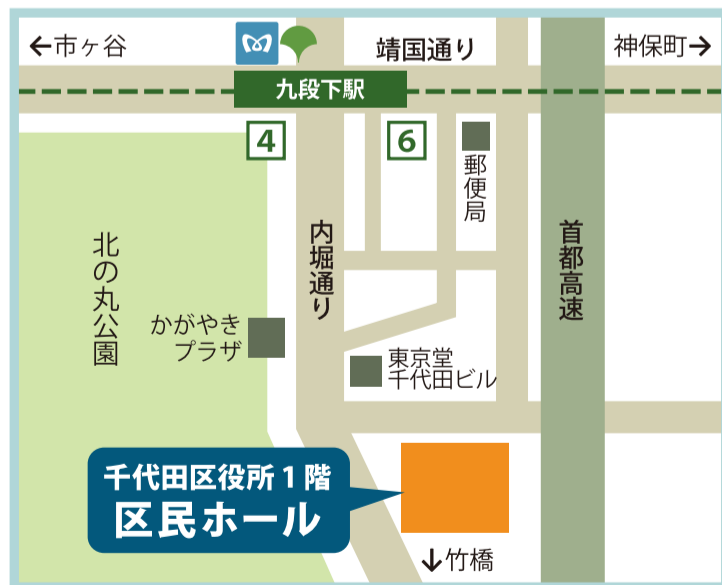 ←市ヶ谷
靖国通り
神保町→
九段下駅
4
6
郵便局
北の丸公園
内堀通り
首都高速
かがやき
プラザ
東京堂
千代田ビル
千代田区役所1階
区民ホール
↓竹橋